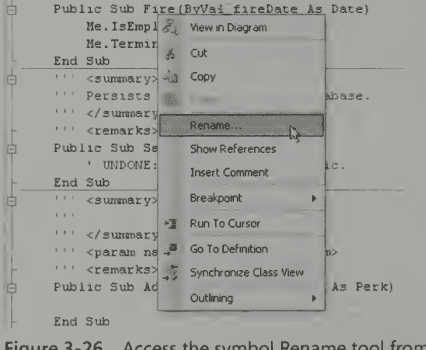 Public Sub Fire(ByVal fireDate As Date)
Me.IsEmpl
Me.Termin
End Sub
''' <summary>
''' Persists
abase.
''' </summary>
''' <remarks>
Public Sub Se
' UNDONE:
ic.
End Sub
''' <summary>
'''
''' </summary>
''' <param na
>
''' <remarks>
Public Sub Ad
As Perk)
End Sub
View in Diagram
Cut
Copy
Rename...
Show References
Insert Comment
Breakpoint
Run To Cursor
Go To Definition
Synchronize Class View
Outlining
Figure 3-26 Access the symbol Rename tool from